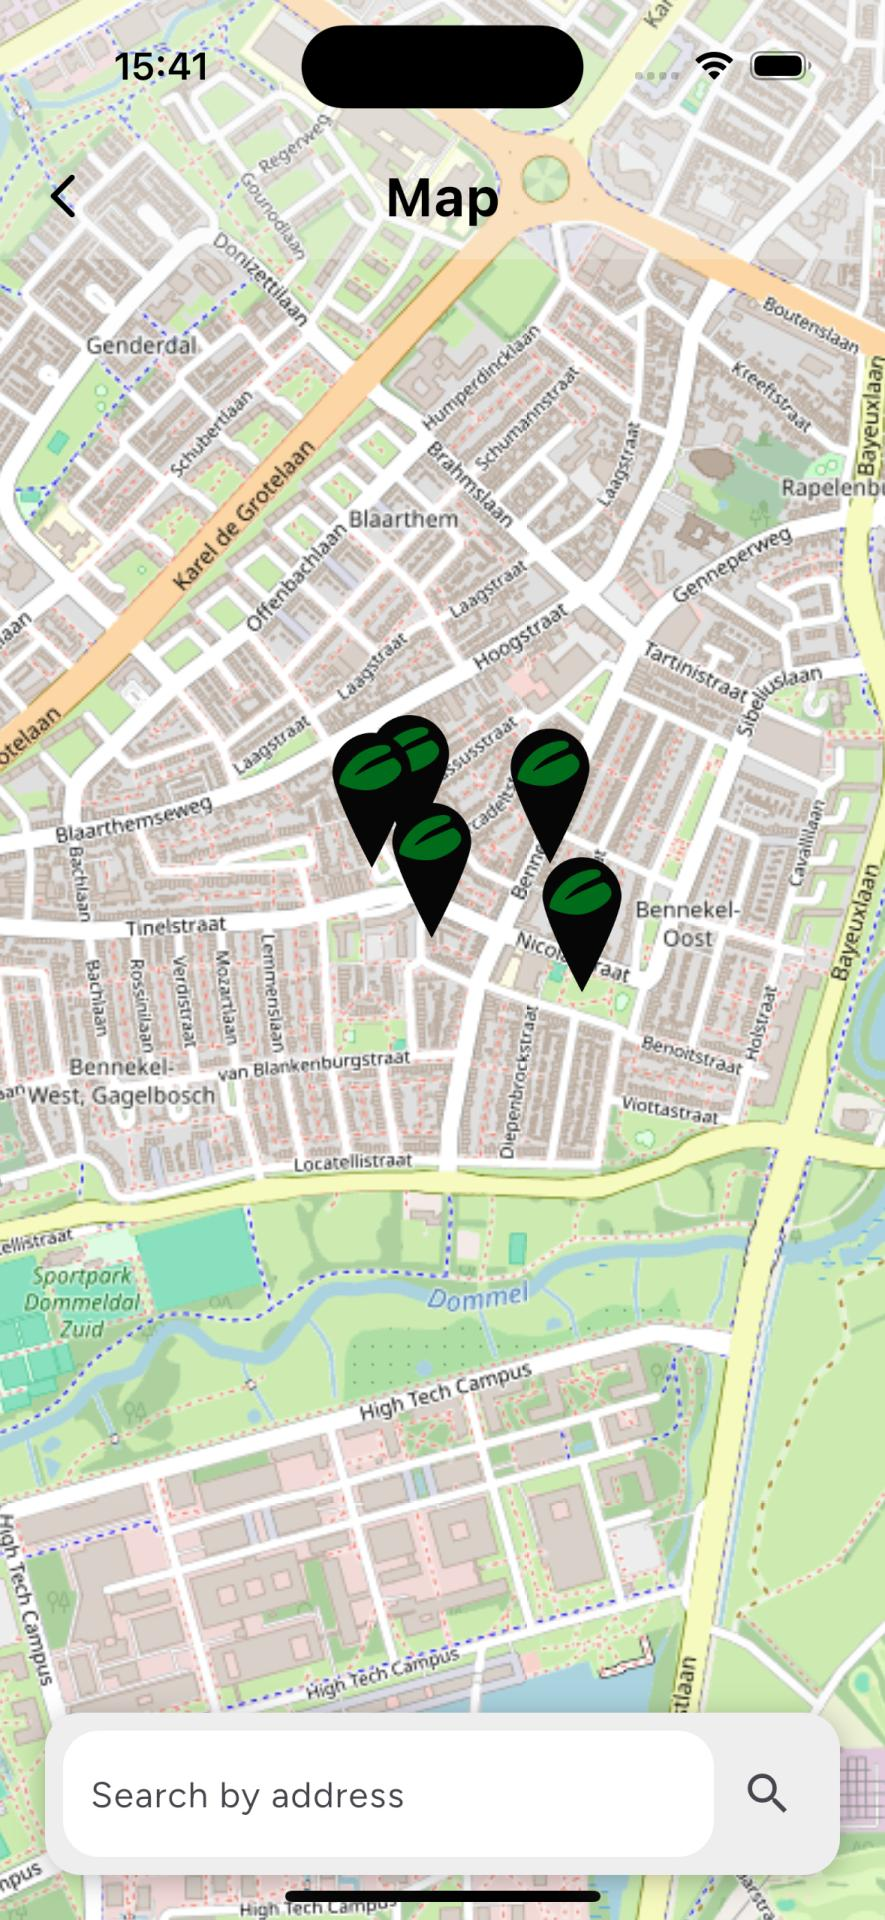 15:41
Map
Regerweg
Gounodlaan
Donizettilaan
Boutenslaan
Genderdal
Humperdincklaan
Kreeftstraat
Bayeuxlaan
Schubertlaan
Schumannstraat
Karel de Grotelaan
Brahmslaan
Laagstraat
Blaarthem
Offenbachlaan
Genneperweg
Laagstraat
Hoogstraat
Laagstraat
Tartinistraat
Sibeliuslaan
Laagstraat
Blaarthemseweg
Cavallilaan
Bachlaan
Tinelstraat
Bennekel-
Oost
Bayeuxlaan
Bachlaan
Rossinilaan
Verdistraat
Mozartlaan
Lemmenslaan
Holstraat
Diepenbrockstraat
Benoitstraat
Bennekel-
West, Gagelbosch
van Blankenburgstraat
Viottastraat
Locatellistraat
Sportpark
Dommeldal
Zuid
Dommel
High Tech Campus
High Tech Campus
High Tech Campus
Search by address
High Tech Campus